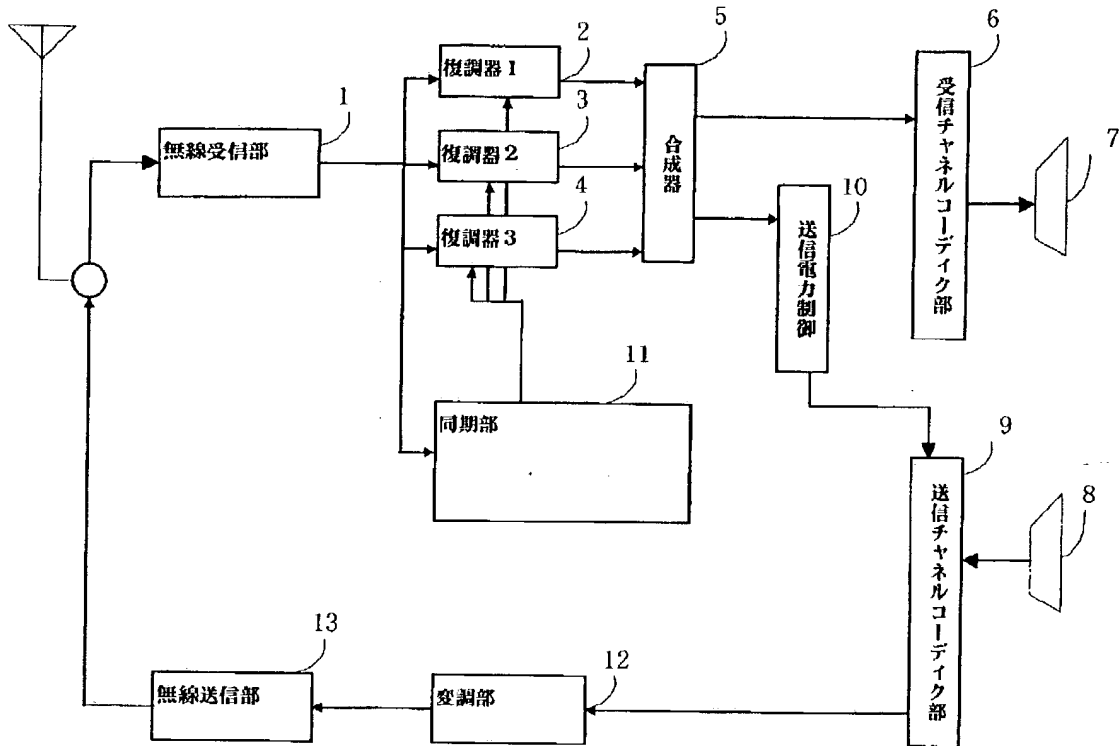 5
2
6
復調器1
受信チャネルコーディク部
1
3
無線受信部
復調器2
合成器
7
4
10
復調器3
送信電力制御
11
同期部
9
送信チャネルコーディク部
8
13
12
無線送信部
変調部